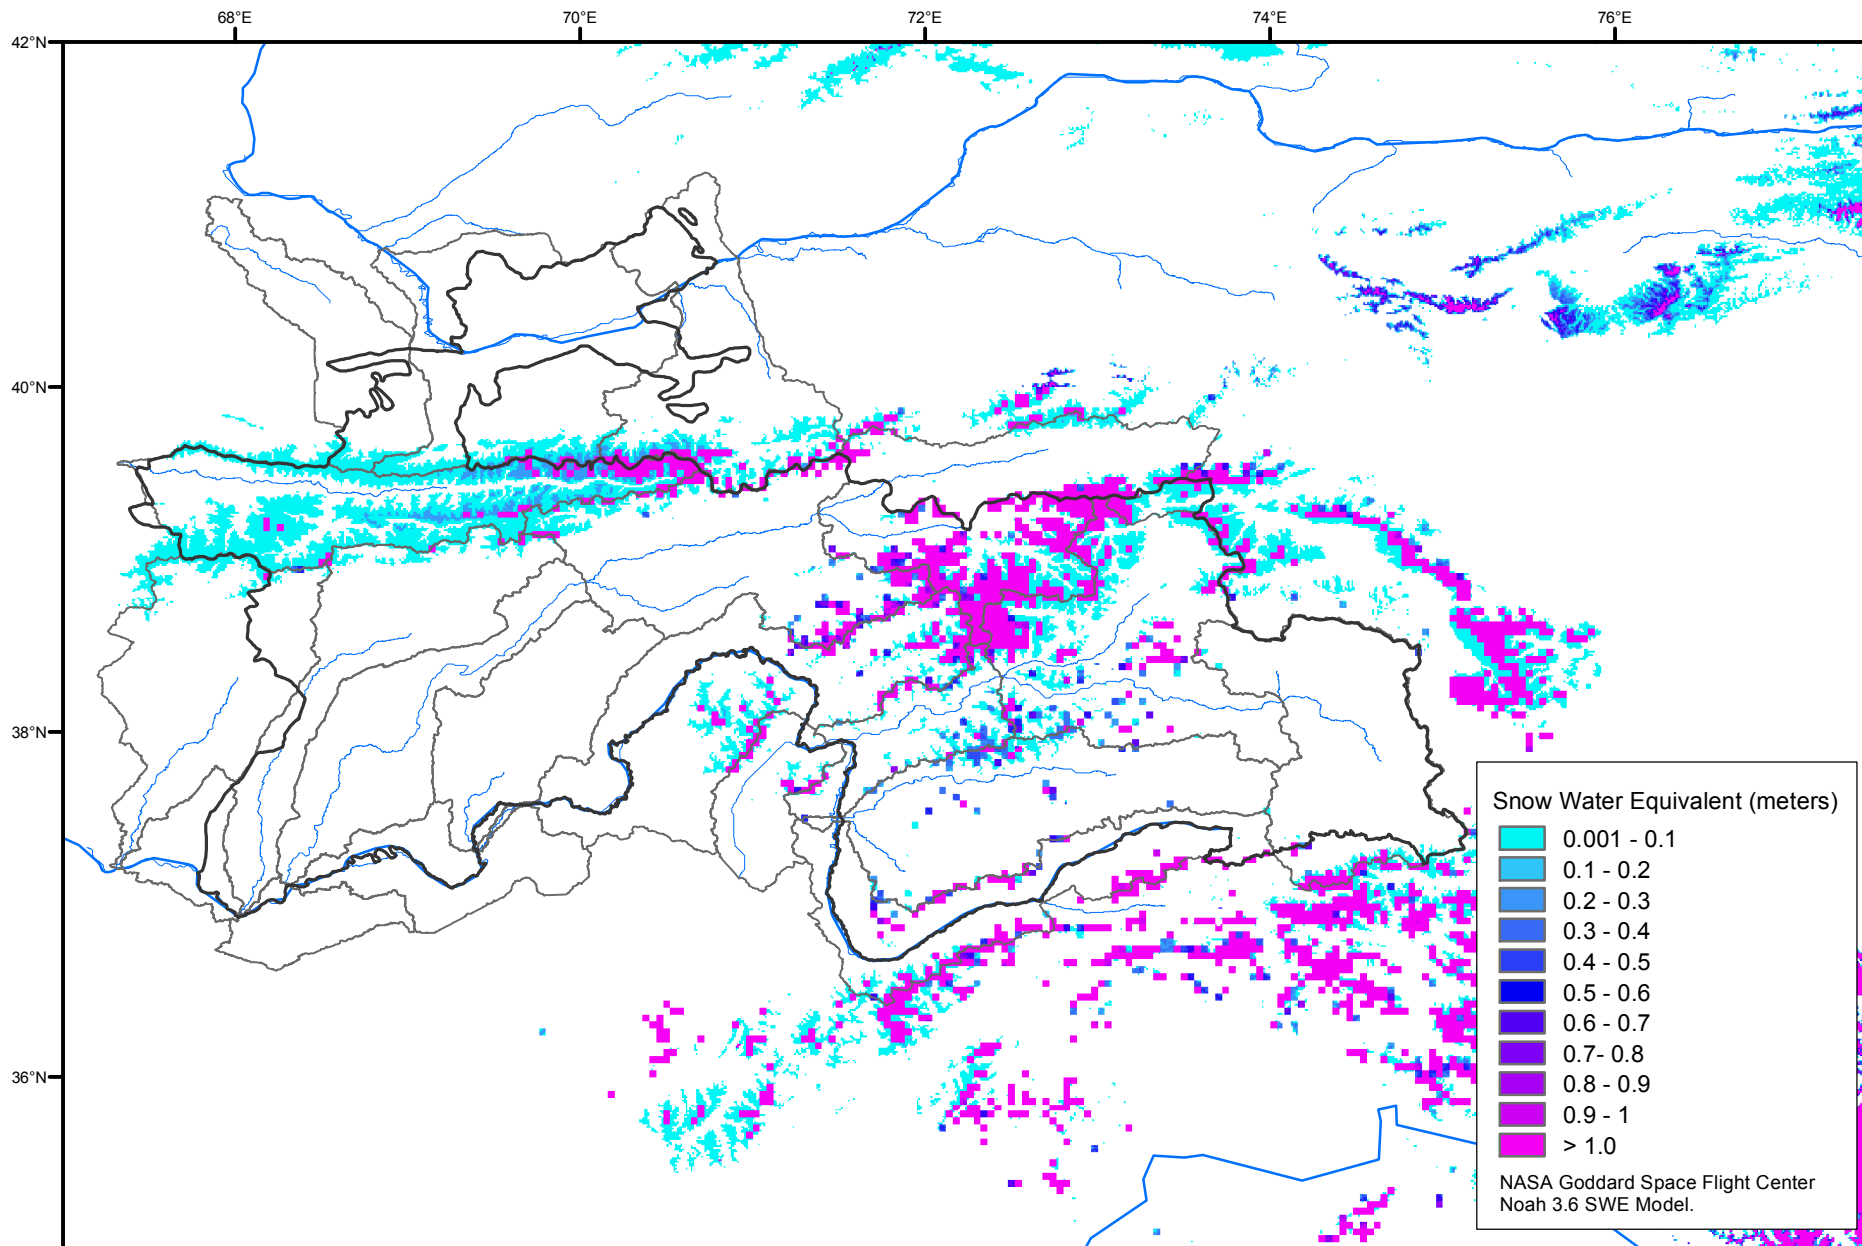 68°E
70°E
72°E
74°E
76°E
42°N
40°N
38°N
36°N
Snow Water Equivalent (meters)
0.001 - 0.1
0.1 - 0.2
0.2 - 0.3
0.3 - 0.4
0.4 - 0.5
0.5 - 0.6
0.6 - 0.7
0.7- 0.8
0.8 - 0.9
0.9 - 1
> 1.0
NASA Goddard Space Flight Center
Noah 3.6 SWE Model.